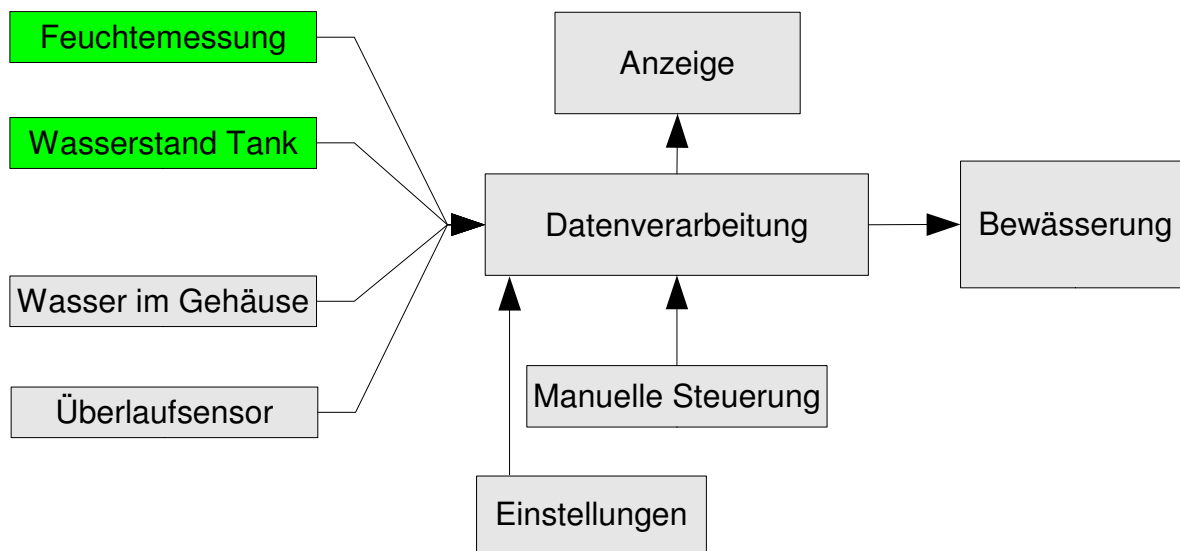 Feuchtemessung
Anzeige
Wasserstand Tank
Datenverarbeitung
Bewässerung
Wasser im Gehäuse
Überlaufsensor
Manuelle Steuerung
Einstellungen